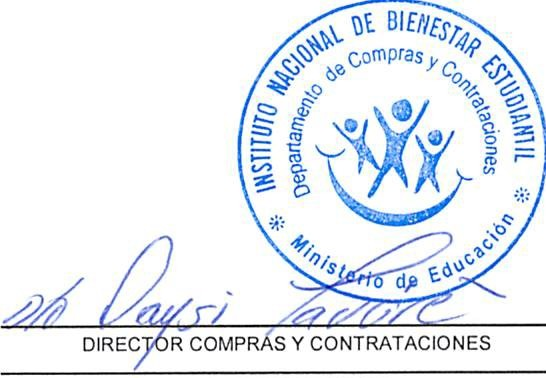 INSTITUTO NACIONAL DE BIENESTAR ESTUDIANTIL
Departamento de Compras y Contrataciones
Ministerio de Educación
Daysi
DIRECTOR COMPRAS Y CONTRATACIONES